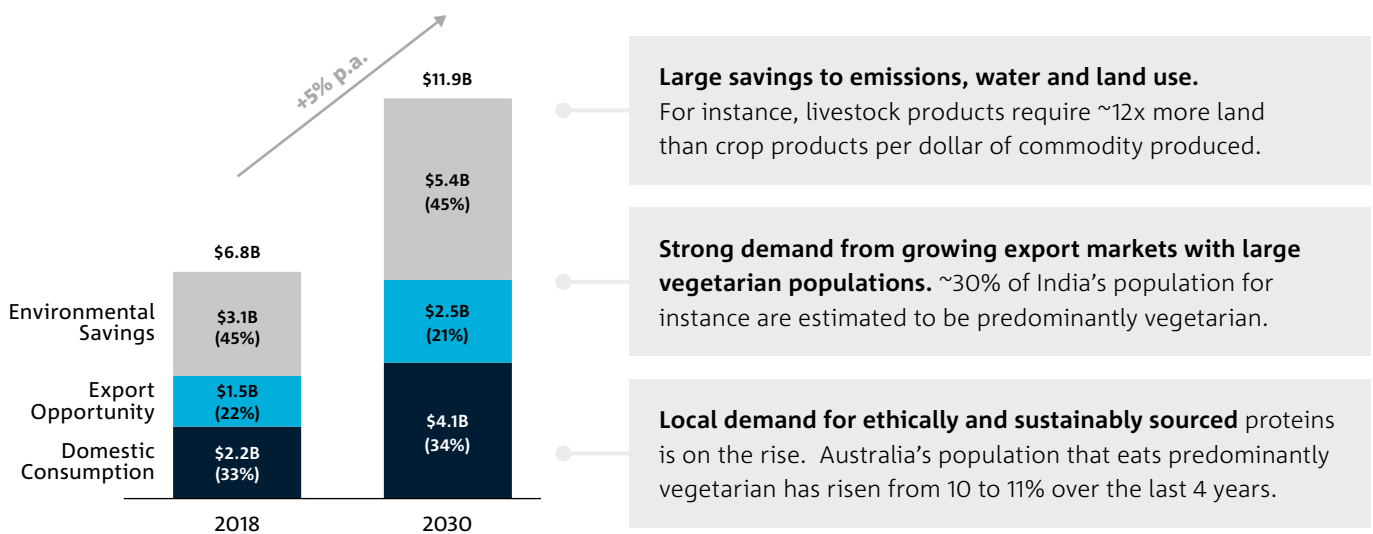 +5% p.a.
$11.9B
$5.4B
(45%)
$6.8B
Environmental
Savings
$3.1B
(45%)
$2.5B
(21%)
Export
Opportunity
$1.5B
(22%)
$4.1B
(34%)
Domestic
Consumption
$2.2B
(33%)
2018
2030
Large savings to emissions, water and land use.
For instance, livestock products require ~12x more land
than crop products per dollar of commodity produced.
Strong demand from growing export markets with large
vegetarian populations. ~30% of India’s population for
instance are estimated to be predominantly vegetarian.
Local demand for ethically and sustainably sourced proteins
is on the rise.  Australia’s population that eats predominantly
vegetarian has risen from 10 to 11% over the last 4 years.